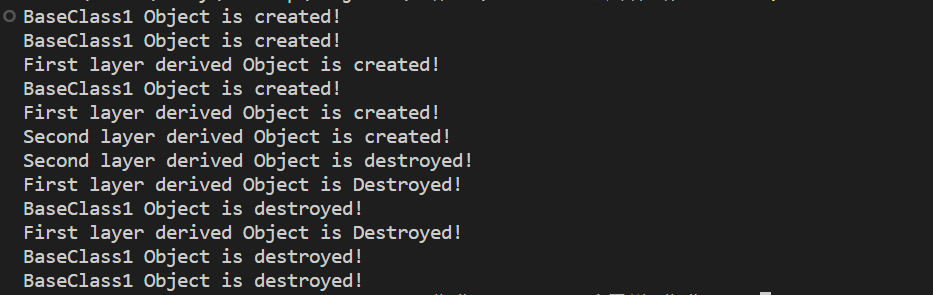 BaseClass1 Object is created!
BaseClass1 Object is created!
First layer derived Object is created!
BaseClass1 Object is created!
First layer derived Object is created!
Second layer derived Object is created!
Second layer derived Object is destroyed!
First layer derived Object is Destroyed!
BaseClass1 Object is destroyed!
First layer derived Object is Destroyed!
BaseClass1 Object is destroyed!
BaseClass1 Object is destroyed!